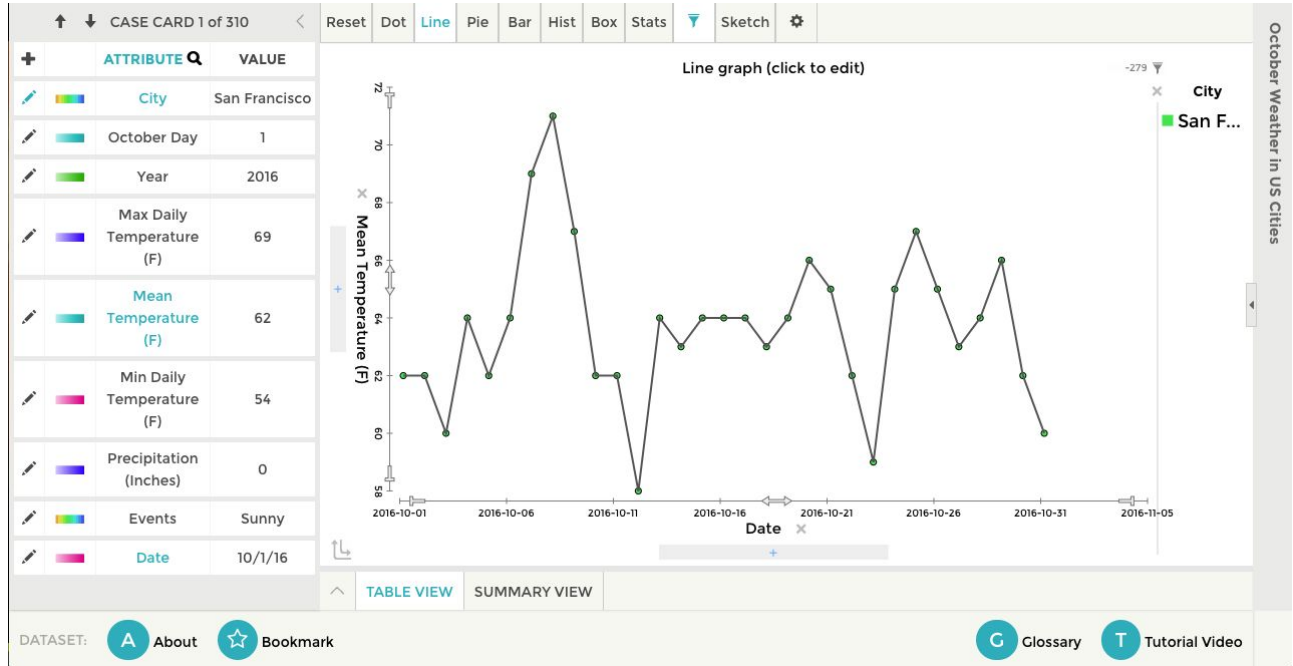 CASE CARD 1 of 310
Reset Dot Line Pie Bar Hist Box Stats Sketch
ATTRIBUTE VALUE
City San Francisco
October Day 1
Year 2016
Max Daily
Temperature
(F)
69
Mean
Temperature
(F)
62
Min Daily
Temperature
(F)
54
Precipitation
(Inches)
0
Events Sunny
Date 10/1/16
Line graph (click to edit)
-279
City
San F...
Mean Temperature (F)
72
70
68
66
64
62
60
58
2016-10-01 2016-10-06 2016-10-11 2016-10-16 2016-10-21 2016-10-26 2016-10-31 2016-11-05
Date
October Weather in US Cities
TABLE VIEW SUMMARY VIEW
DATASET: A About Bookmark G Glossary T Tutorial Video